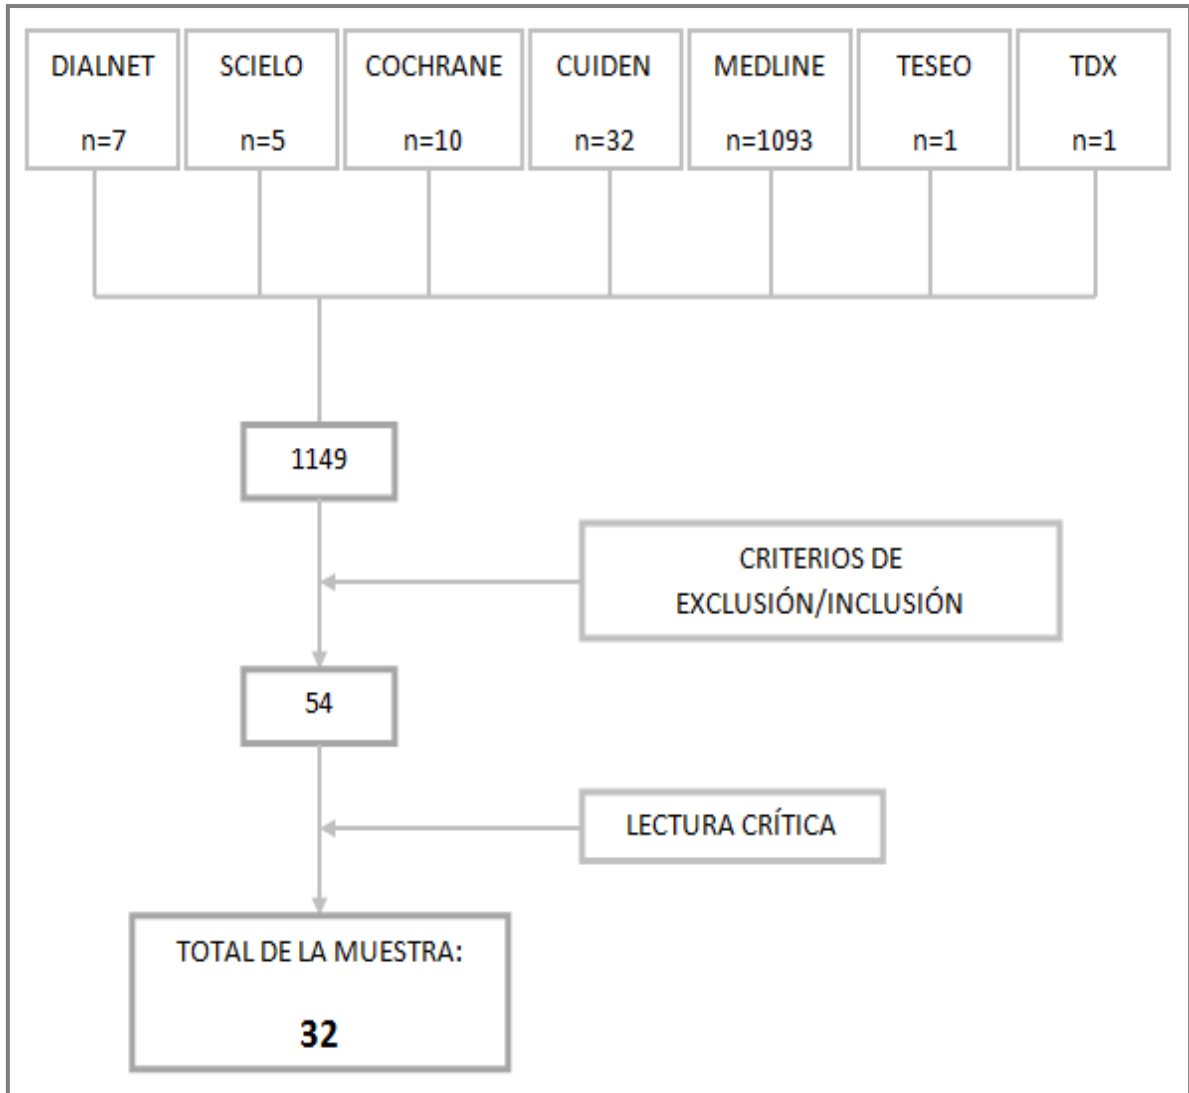 DIALNET
n=7
SCIELO
n=5
COCHRANE
n=10
CUIDEN
n=32
MEDLINE
n=1093
TESEO
n=1
TDX
n=1
1149
CRITERIOS DE
EXCLUSIÓN/INCLUSIÓN
54
LECTURA CRÍTICA
TOTAL DE LA MUESTRA:
32